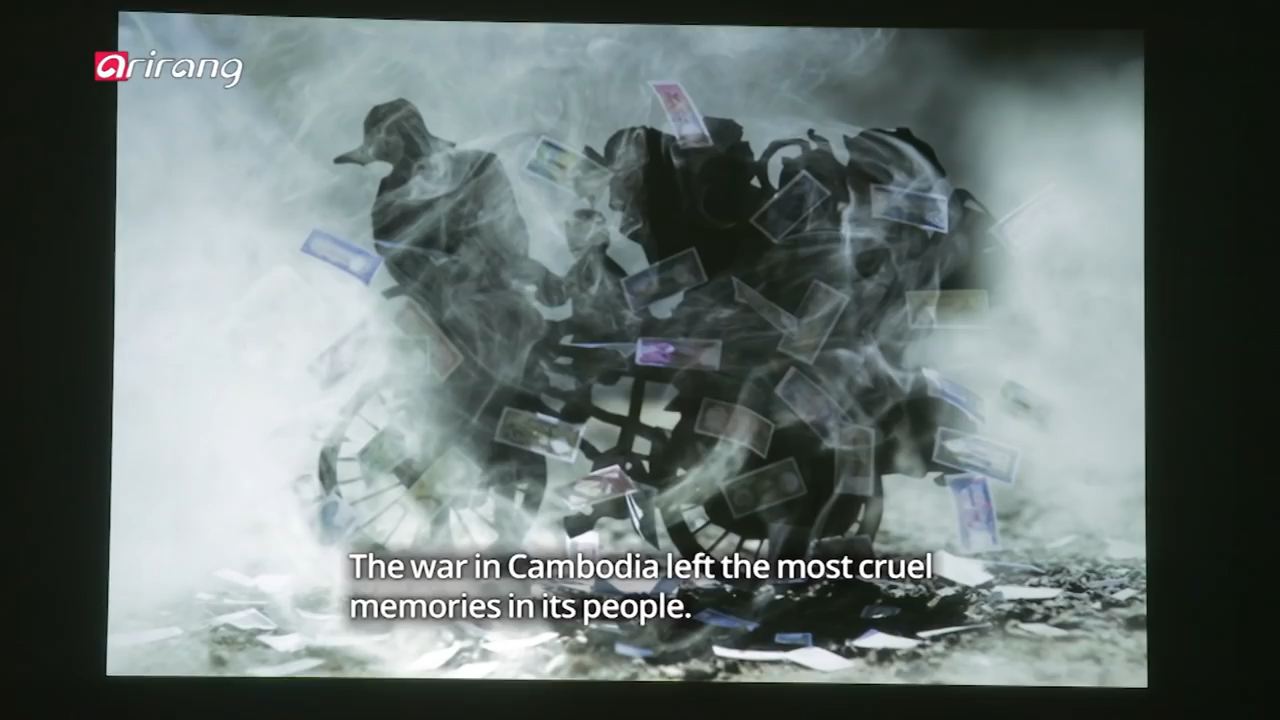 arirang
The war in Cambodia left the most cruel
memories in its people.